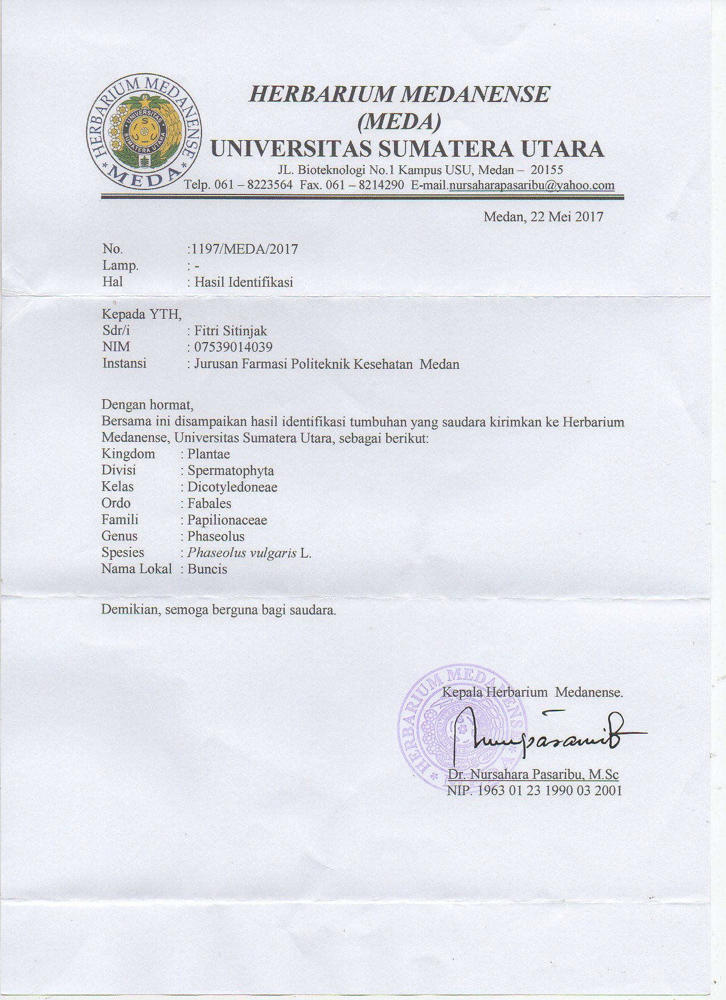 HERBARIUM MEDANENSE
* MEDA *
UNIVERSITAS
SUMATERA UTARA
HERBARIUM MEDANENSE
(MEDA)
UNIVERSITAS SUMATERA UTARA
JL. Bioteknologi No.1 Kampus USU, Medan – 20155
Telp. 061 – 8223564 Fax. 061 – 8214290 E-mail.nursaharapasaribu@yahoo.com
Medan, 22 Mei 2017
No. :1197/MEDA/2017
Lamp. : -
Hal : Hasil Identifikasi
Kepada YTH,
Sdr/i : Fitri Sitinjak
NIM : 07539014039
Instansi : Jurusan Farmasi Politeknik Kesehatan Medan
Dengan hormat,
Bersama ini disampaikan hasil identifikasi tumbuhan yang saudara kirimkan ke Herbarium
Medanense, Universitas Sumatera Utara, sebagai berikut:
Kingdom : Plantae
Divisi : Spermatophyta
Kelas : Dicotyledoneae
Ordo : Fabales
Famili : Papilionaceae
Genus : Phaseolus
Spesies : Phaseolus vulgaris L.
Nama Lokal : Buncis
Demikian, semoga berguna bagi saudara.
HERBARIUM MEDANENSE
Kepala Herbarium Medanense.
Dr. Nursahara Pasaribu, M.Sc
NIP. 1963 01 23 1990 03 2001